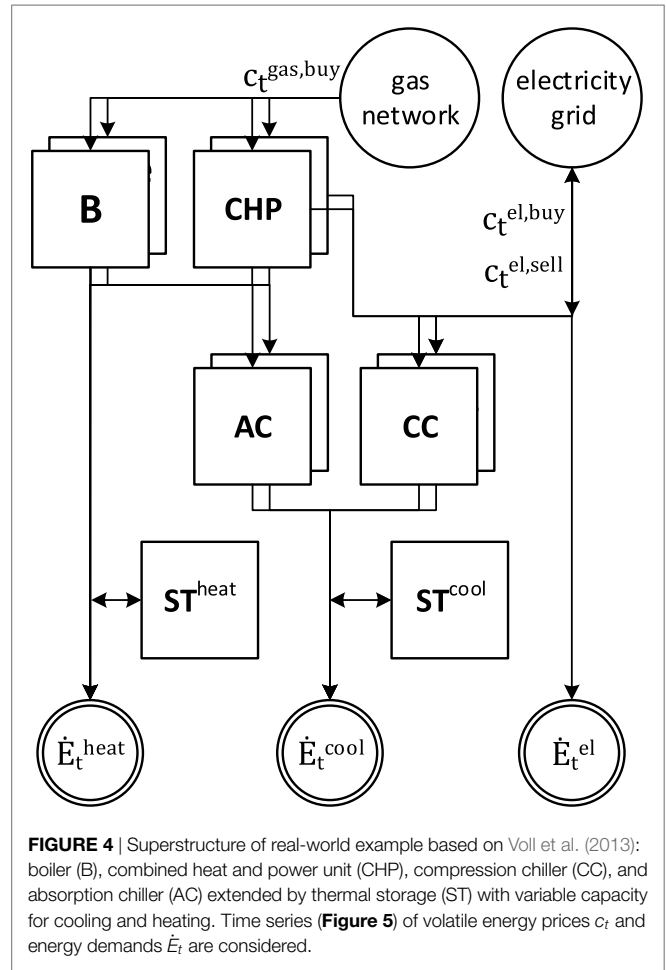 c_t^gas,buy
gas
network
electricity
grid
B
CHP
c_t^el,buy
c_t^el,sell
AC
CC
ST^heat
ST^cool
Ė_t^heat
Ė_t^cool
Ė_t^el
FIGURE 4 | Superstructure of real-world example based on Voll et al. (2013):
boiler (B), combined heat and power unit (CHP), compression chiller (CC), and
absorption chiller (AC) extended by thermal storage (ST) with variable capacity
for cooling and heating. Time series (Figure 5) of volatile energy prices c_t and
energy demands Ė_t are considered.